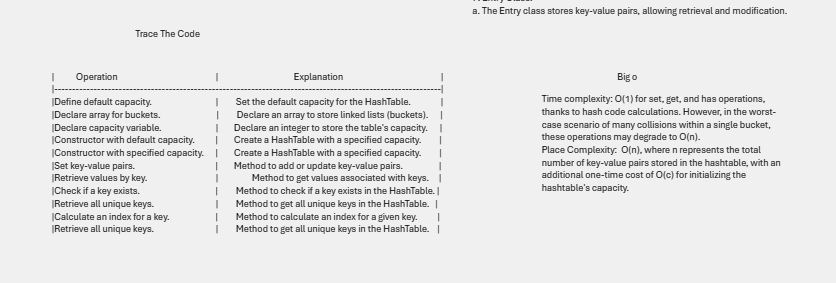 a. The Entry class stores key-value pairs, allowing retrieval and modification.
Trace The Code
| Operation | Explanation |
|------------------------------------------------------------------------------------------------------------|
|Define default capacity. | Set the default capacity for the HashTable. |
|Declare array for buckets. | Declare an array to store linked lists (buckets). |
|Declare capacity variable. | Declare an integer to store the table's capacity. |
|Constructor with default capacity. | Create a HashTable with a specified capacity. |
|Constructor with specified capacity. | Create a HashTable with a specified capacity. |
|Set key-value pairs. | Method to add or update key-value pairs. |
|Retrieve values by key. | Method to get values associated with keys. |
|Check if a key exists. | Method to check if a key exists in the HashTable. |
|Retrieve all unique keys. | Method to get all unique keys in the HashTable. |
|Calculate an index for a key. | Method to calculate an index for a given key. |
|Retrieve all unique keys. | Method to get all unique keys in the HashTable. |
Big o
Time complexity: O(1) for set, get, and has operations,
thanks to hash code calculations. However, in the worst-
case scenario of many collisions within a single bucket,
these operations may degrade to O(n).
Place Complexity: O(n), where n represents the total
number of key-value pairs stored in the hashtable, with an
additional one-time cost of O(c) for initializing the
hashtable's capacity.